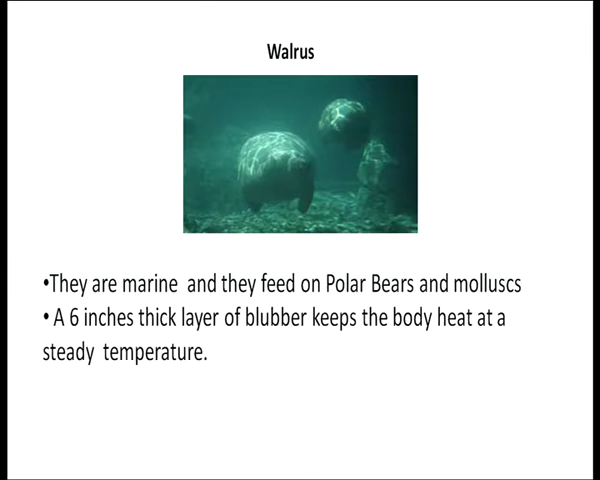 Walrus
•They are marine  and they feed on Polar Bears and molluscs
• A 6 inches thick layer of blubber keeps the body heat at a
steady  temperature.